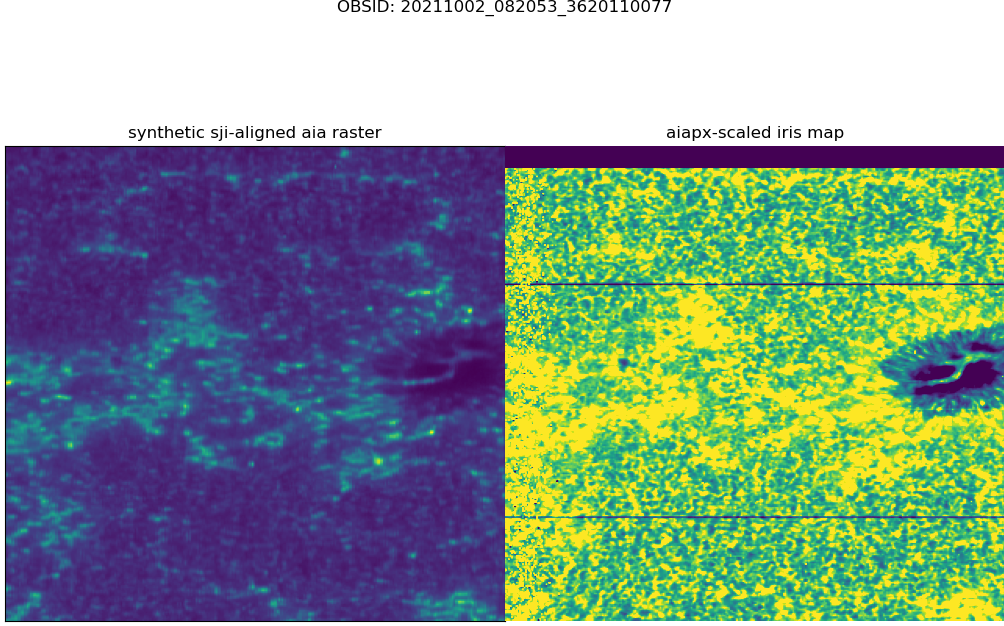 OBSID: 20211002_082053_3620110077
synthetic sji-aligned aia raster
aiapx-scaled iris map